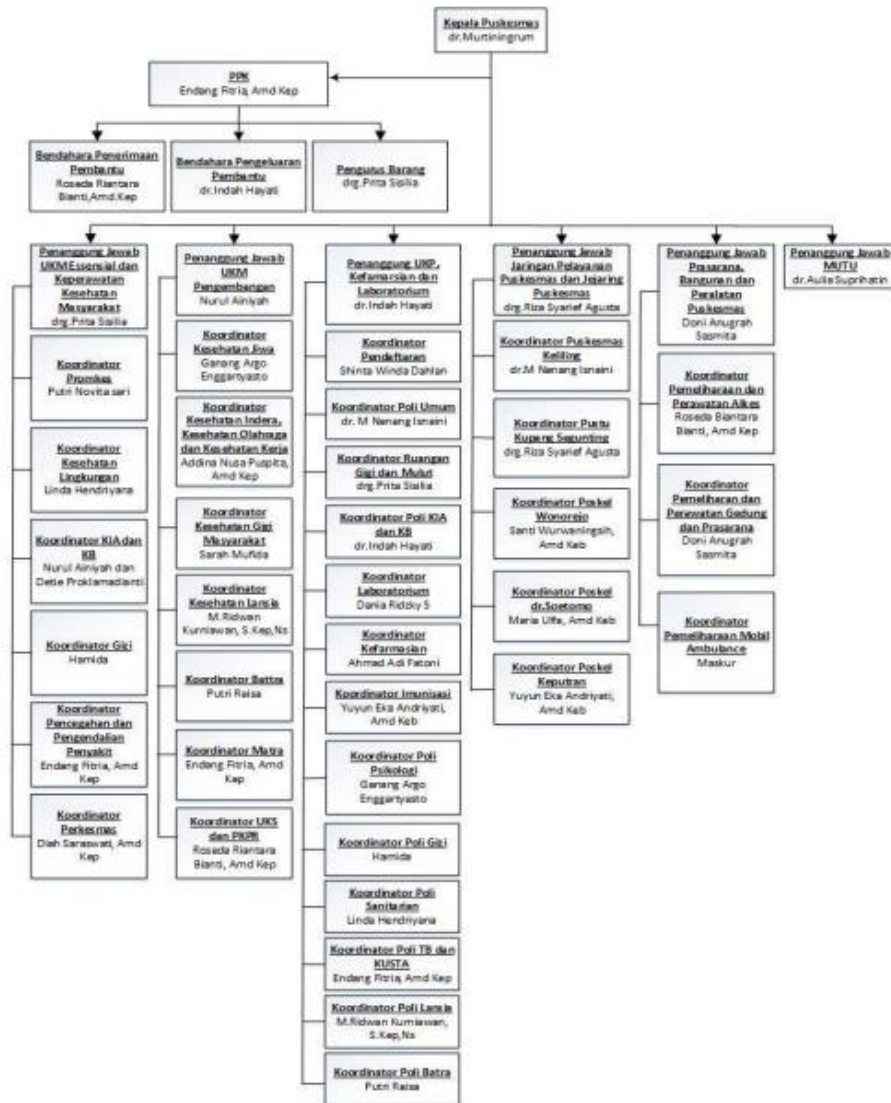 Kepala Puskesmas
dr.Murtiningrum
PPK
Endang Fitria, Amd Kep
Bendahara Penerimaan
Pembantu
Roseda Riantara
Bianti,Amd.Kep
Bendahara Pengeluaran
Pembantu
dr.Indah Hayati
Pengurus Barang
drg.Prita Sisilia
Penanggung Jawab
UKM Essensial dan
Keperawatan
Kesehatan
Masyarakat
drg.Prita Sisilia
Koordinator
Promkes
Putri Novita sari
Koordinator
Kesehatan
Lingkungan
Linda Hendriyana
Koordinator KIA dan
KB
Nurul Ainiyah dan
Detie Proklamadianti
Koordinator Gizi
Hamida
Koordinator
Pencegahan dan
Pengendalian
Penyakit
Endang Fitria, Amd
Kep
Koordinator
Perkesmas
Diah Saraswati, Amd
Kep
Penanggung Jawab
UKM
Pengembangan
Nurul Ainiyah
Koordinator
Kesehatan Jiwa
Ganang Argo
Enggartyasto
Koordinator
Kesehatan Indera,
Kesehatan Olahraga
dan Kesehatan Kerja
Addina Nusa Puspita,
Amd Kep
Koordinator
Kesehatan Gigi
Masyarakat
Sarah Mufida
Koordinator
Kesehatan Lansia
M.Ridwan
Kurniawan, S.Kep,Ns
Koordinator Battra
Putri Raisa
Koordinator Matra
Endang Fitria, Amd
Kep
Koordinator UKS
dan PKPR
Roseda Riantara
Bianti, Amd Kep
Penanggung UKP,
Kefamarsian dan
Laboratorium
dr.Indah Hayati
Koordinator
Pendaftaran
Shinta Winda Dahlan
Koordinator Poli Umum
dr. M Nanang Isnaini
Koordinator Ruangan
Gigi dan Mulut
drg.Prita Sisilia
Koordinator Poli KIA
dan KB
dr.Indah Hayati
Koordinator
Laboratorium
Dania Ridzky S
Koordinator
Kefarmasian
Ahmad Adi Fatoni
Koordinator Imunisasi
Yuyun Eka Andriyati,
Amd Keb
Koordinator Poli
Psikologi
Ganang Argo
Enggartyasto
Koordinator Poli Gizi
Hamida
Koordinator Poli
Sanitarian
Linda Hendriyana
Koordinator Poli TB dan
KUSTA
Endang Fitria, Amd Kep
Koordinator Poli Lansia
M.Ridwan Kurniawan,
S.Kep,Ns
Koordinator Poli Batra
Putri Raisa
Penanggung Jawab
Jaringan Pelayanan
Puskesmas dan Jejaring
Puskesmas
drg.Riza Syarief Agusta
Koordinator Puskesmas
Keliling
dr.M Nanang Isnaini
Koordinator Pustu
Kupang Segunting
drg.Riza Syarief Agusta
Koordinator Poskel
Wonorejo
Santi Wurweningsih,
Amd Keb
Koordinator Poskel
dr.Soetomo
Maria Ulfa, Amd Keb
Koordinator Poskel
Keputran
Yuyun Eka Andriyati,
Amd Keb
Penanggung Jawab
Prasarana,
Bangunan dan
Peralatan
Puskesmas
Doni Anugrah
Sasmita
Koordinator
Pemeliharaan dan
Perawatan Alkes
Roseda Biantara
Bianti, Amd Kep
Koordinator
Pemeliharan dan
Perawatan Gedung
dan Prasarana
Doni Anugrah
Sasmita
Koordinator
Pemeliharaan Mobil
Ambulance
Maskur
Penanggung Jawab
MUTU
dr.Aulia Suprihatin